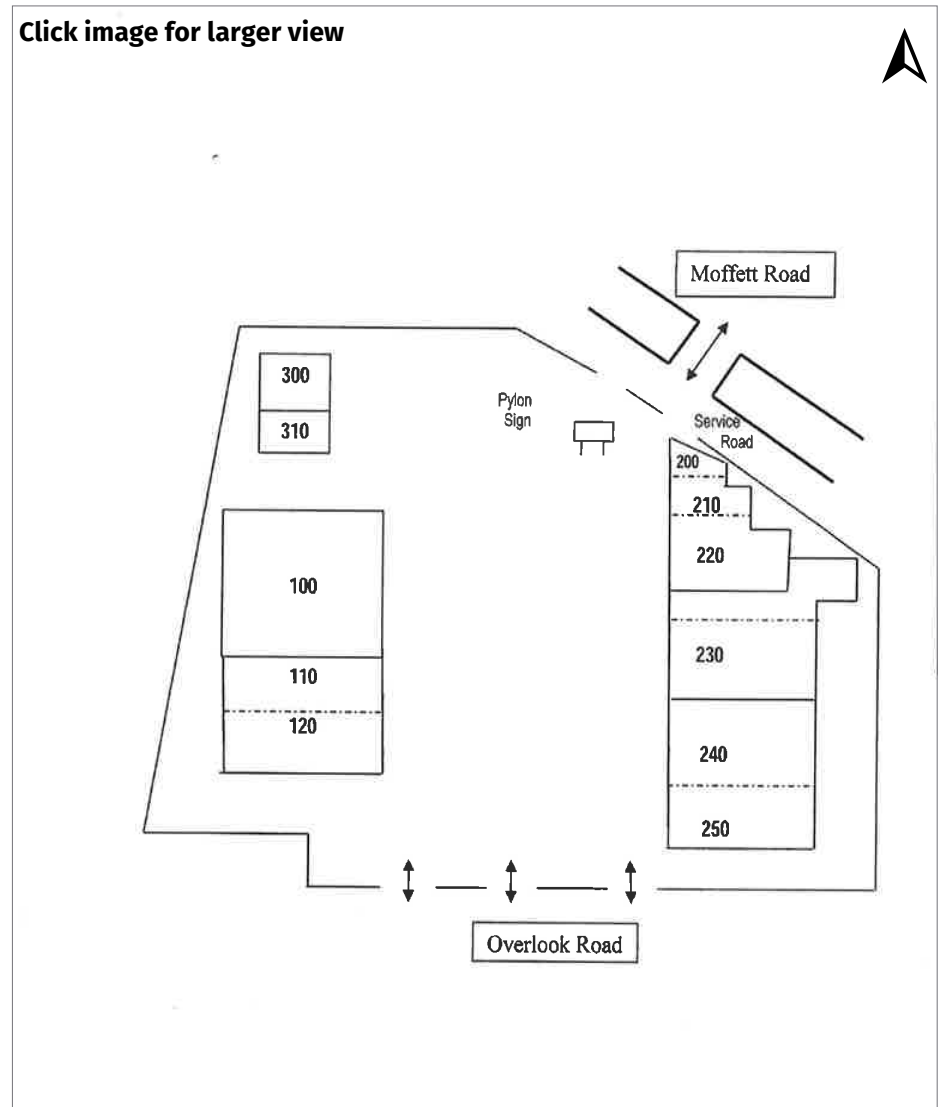 Click image for larger view
Moffett Road
300
310
Pylon
Sign
Service
Road
200
210
220
100
230
110
120
240
250
Overlook Road